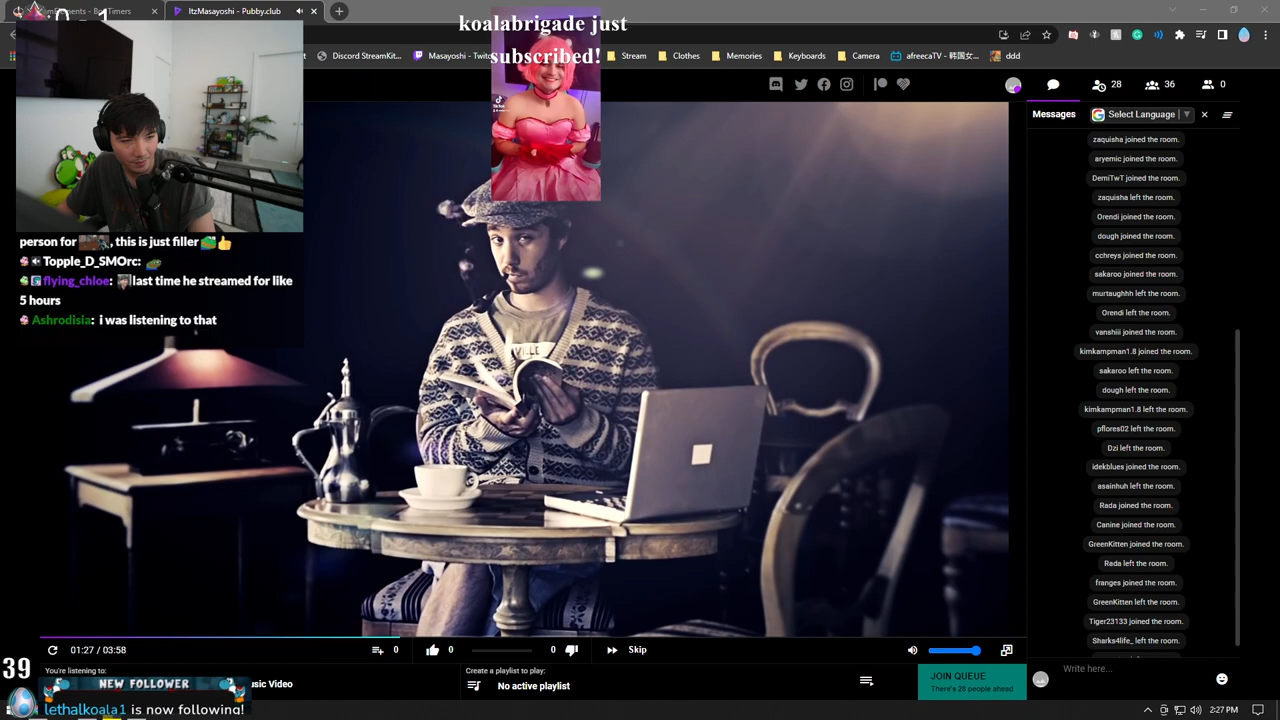 Elements - Pubble.club
ItzMasayoshi - Pubby.club
koalabrigade just
subscribed!
Discord StreamKit...
Masayoshi - Twitc
Stream
Clothes
Memories
Keyboards
Camera
afreecaTV - 韩国女...
ddd
28
36
0
Messages
Select Language
zaquisha joined the room.
aryemic joined the room.
DemiTwT joined the room.
zaquisha left the room.
Orendi joined the room.
dough joined the room.
cchreys joined the room.
sakaroo joined the room.
murtaughhh left the room.
Orendi left the room.
vanshiii joined the room.
kimkampman1.8 joined the room.
sakaroo left the room.
dough left the room.
kimkampman1.8 left the room.
pflores02 left the room.
Dzi left the room.
idekblues joined the room.
asainhuh left the room.
Rada joined the room.
Canine joined the room.
GreenKitten joined the room.
Rada left the room.
franges joined the room.
GreenKitten left the room.
Tiger23133 joined the room.
Sharks4life_ left the room.
Write here...
TikTok
person for , this is just filler
Topple_D_SMOrc:
flying_chloe: last time he streamed for like
5 hours
Ashrodisia: i was listening to that
VILLE
01:27 / 03:58
0
0
0
Skip
39
You're listening to:
usic Video
Create a playlist to play:
No active playlist
JOIN QUEUE
There's 28 people ahead
NEW FOLLOWER
lethalkoala1 is now following!
2:27 PM